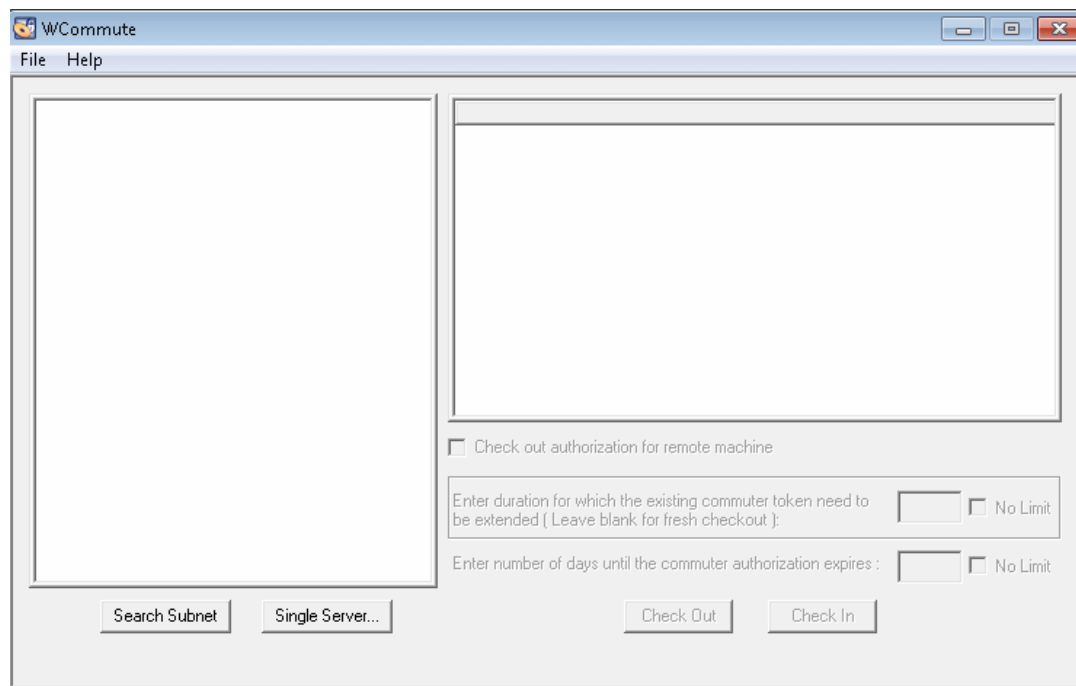 WCommute
File Help
Check out authorization for remote machine
Enter duration for which the existing commuter token need to
be extended ( Leave blank for fresh checkout ):
No Limit
Enter number of days until the commuter authorization expires :
No Limit
Search Subnet
Single Server...
Check Out
Check In